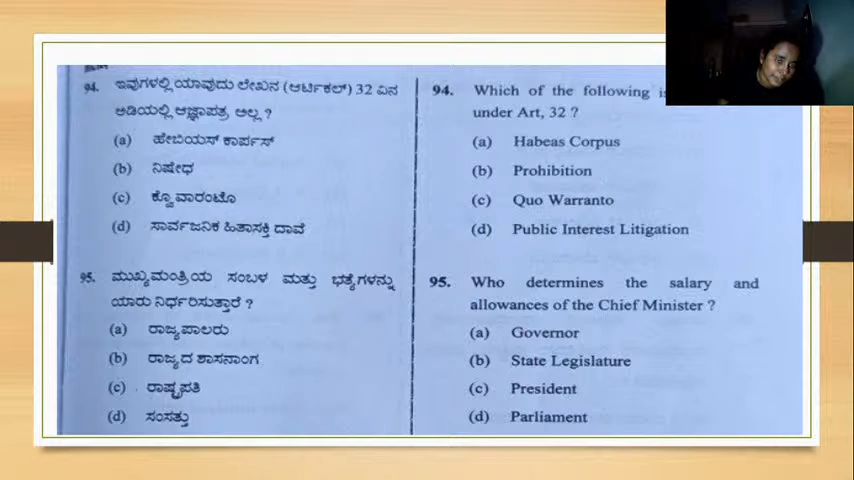 94. ಇವುಗಳಲ್ಲಿ ಯಾವುದು ಲೇಖನ (ಆರ್ಟಿಕಲ್) 32 ವಿನ
ಅಡಿಯಲ್ಲಿ ಆಜ್ಞಾಪತ್ರ ಅಲ್ಲ ?
(a) ಹೇಬಿಯಸ್ ಕಾರ್ಪಸ್
(b) ನಿಷೇಧ
(c) ಕ್ವೊವಾರಂಟೊ
(d) ಸಾರ್ವಜನಿಕ ಹಿತಾಸಕ್ತಿ ದಾವೆ
95. ಮುಖ್ಯಮಂತ್ರಿಯ ಸಂಬಳ ಮತ್ತು ಭತ್ಯೆಗಳನ್ನು
ಯಾರು ನಿರ್ಧರಿಸುತ್ತಾರೆ ?
(a) ರಾಜ್ಯಪಾಲರು
(b) ರಾಜ್ಯದ ಶಾಸನಾಂಗ
(c) ರಾಷ್ಟ್ರಪತಿ
(d) ಸಂಸತ್ತು
94. Which of the following
under Art, 32 ?
(a) Habeas Corpus
(b) Prohibition
(c) Quo Warranto
(d) Public Interest Litigation
95. Who determines the salary and
allowances of the Chief Minister ?
(a) Governor
(b) State Legislature
(c) President
(d) Parliament